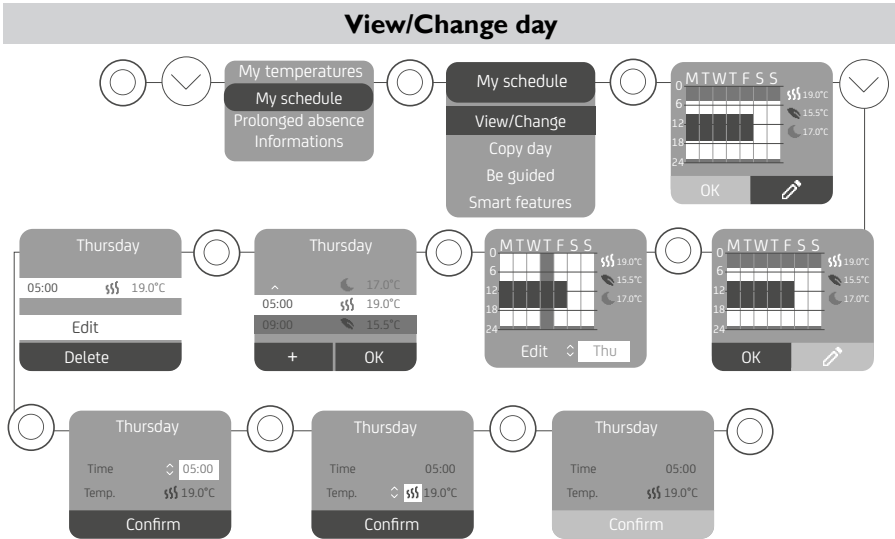 View/Change day
My temperatures
My schedule
Prolonged absence
Informations
My schedule
View/Change
Copy day
Be guided
Smart features
M T W T F S S
0
6
12
18
24
19.0°C
15.5°C
17.0°C
OK
Thursday
05:00 19.0°C
Edit
Delete
Thursday
17.0°C
05:00 19.0°C
09:00 15.5°C
+ OK
M T W T F S S
0
6
12
18
24
19.0°C
15.5°C
17.0°C
Edit Thu
M T W T F S S
0
6
12
18
24
19.0°C
15.5°C
17.0°C
OK
Thursday
Time 05:00
Temp. 19.0°C
Confirm
Thursday
Time 05:00
Temp. 19.0°C
Confirm
Thursday
Time 05:00
Temp. 19.0°C
Confirm